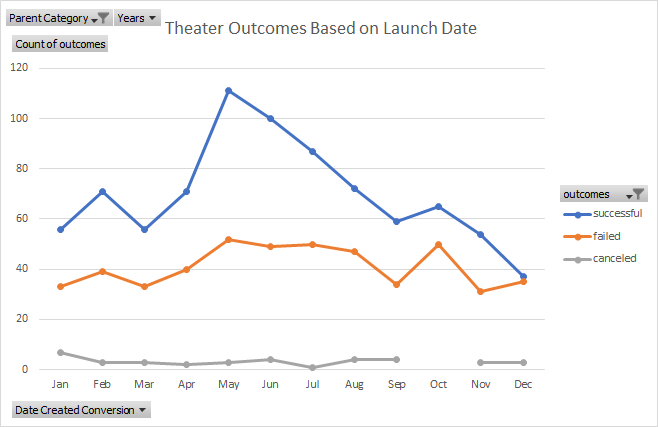 Parent Category Years
Theater Outcomes Based on Launch Date
Count of outcomes
120
100
80
60
40
20
0
Jan Feb Mar Apr May Jun Jul Aug Sep Oct Nov Dec
outcomes
successful
failed
canceled
Date Created Conversion